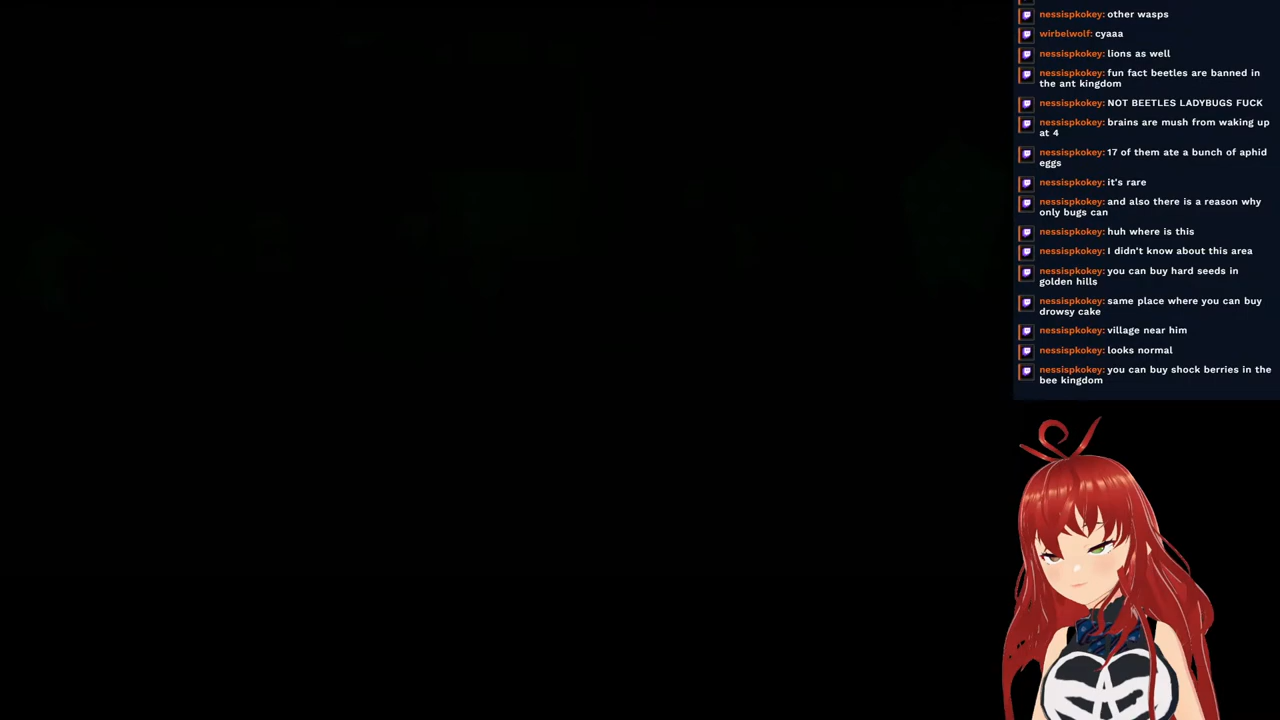 nessispkokey: other wasps
wirbelwolf: cyaaa
nessispkokey: lions as well
nessispkokey: fun fact beetles are banned in
the ant kingdom
nessispkokey: NOT BEETLES LADYBUGS FUCK
nessispkokey: brains are mush from waking up
at 4
nessispkokey: 17 of them ate a bunch of aphid
eggs
nessispkokey: it's rare
nessispkokey: and also there is a reason why
only bugs can
nessispkokey: huh where is this
nessispkokey: I didn't know about this area
nessispkokey: you can buy hard seeds in
golden hills
nessispkokey: same place where you can buy
drowsy cake
nessispkokey: village near him
nessispkokey: looks normal
nessispkokey: you can buy shock berries in the
bee kingdom